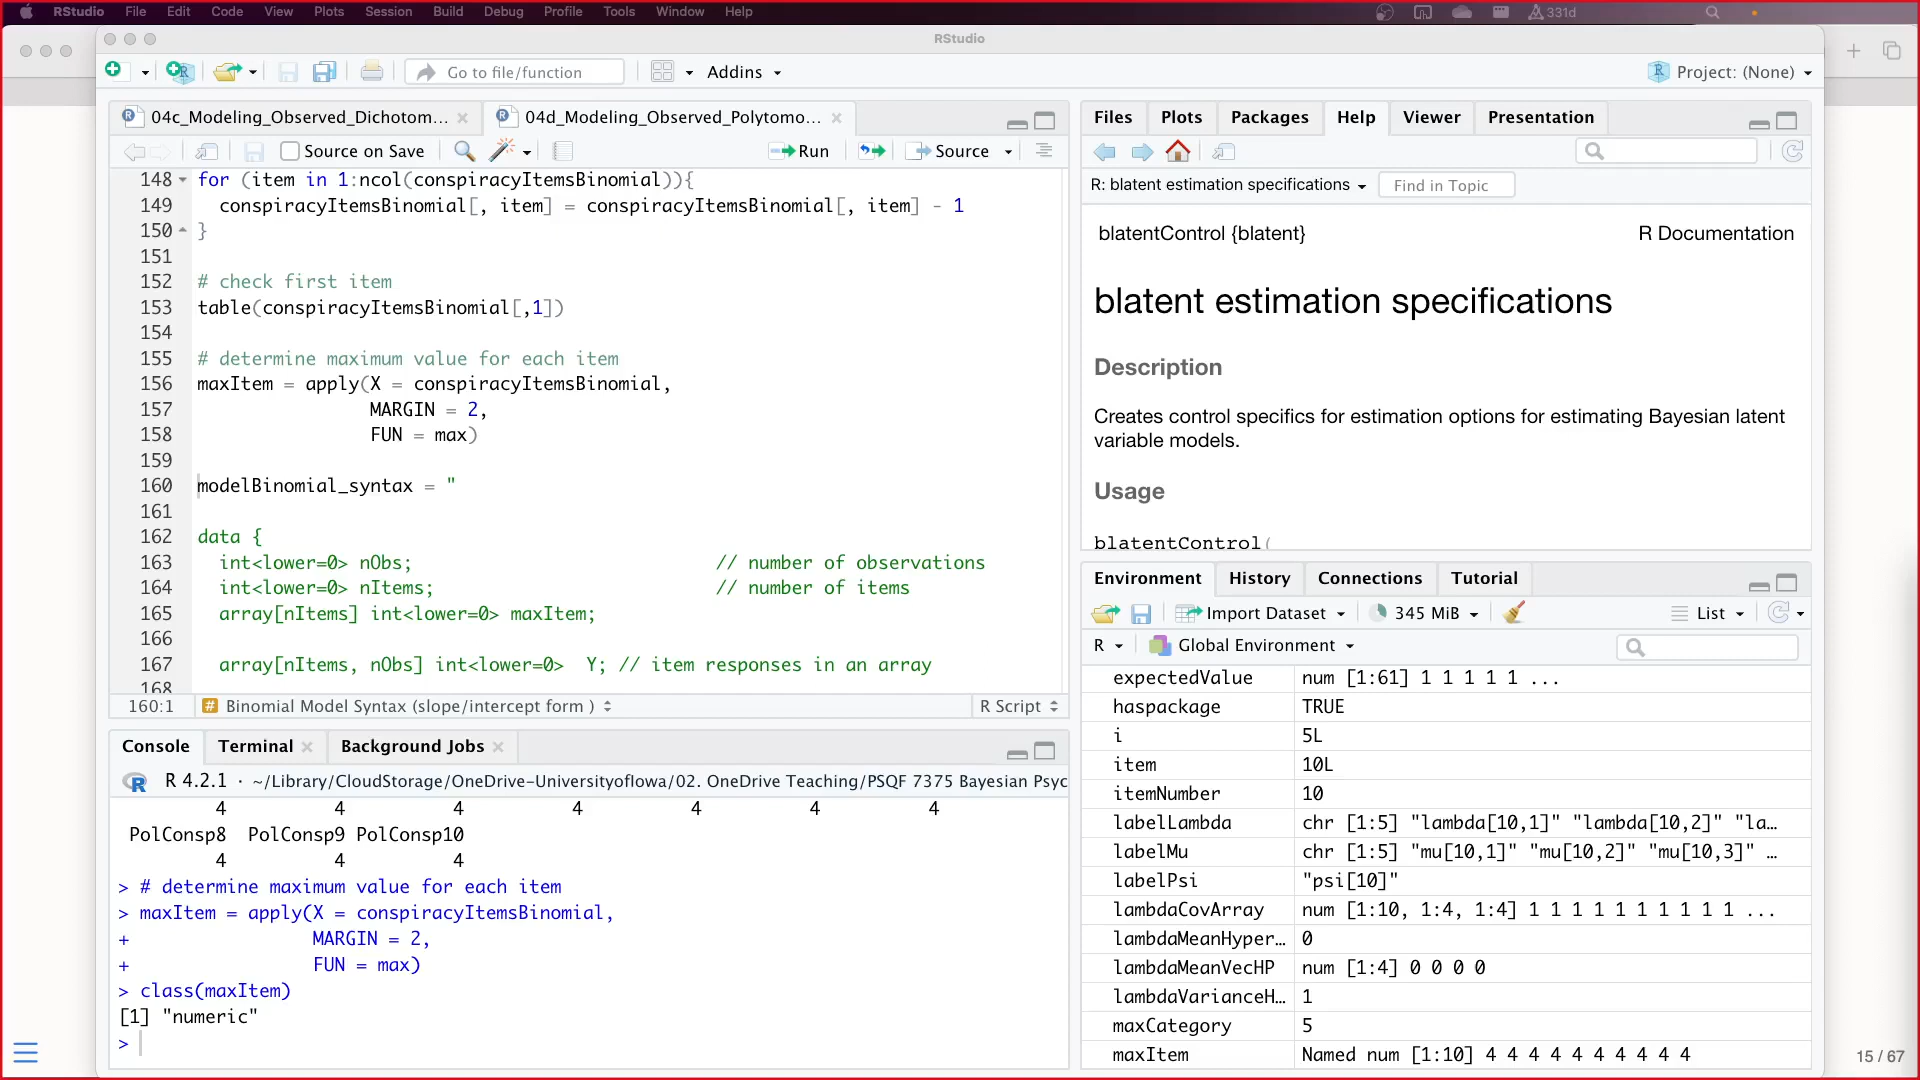 RStudio File Edit Code View Plots Session Build Debug Profile Tools Window Help 331d
RStudio
Go to file/function Addins Project: (None)
04c_Modeling_Observed_Dichotom... 04d_Modeling_Observed_Polytomo...
Source on Save Run Source
148 for (item in 1:ncol(conspiracyItemsBinomial)){
149 conspiracyItemsBinomial[, item] = conspiracyItemsBinomial[, item] - 1
150 }
151
152 # check first item
153 table(conspiracyItemsBinomial[,1])
154
155 # determine maximum value for each item
156 maxItem = apply(X = conspiracyItemsBinomial,
157 MARGIN = 2,
158 FUN = max)
159
160 modelBinomial_syntax = "
161
162 data {
163 int<lower=0> nObs; // number of observations
164 int<lower=0> nItems; // number of items
165 array[nItems] int<lower=0> maxItem;
166
167 array[nItems, nObs] int<lower=0> Y; // item responses in an array
168
160:1 # Binomial Model Syntax (slope/intercept form ) R Script
Console Terminal Background Jobs
R 4.2.1 · ~/Library/CloudStorage/OneDrive-UniversityofIowa/02. OneDrive Teaching/PSQF 7375 Bayesian Psyc
4 4 4 4 4 4 4
PolConsp8 PolConsp9 PolConsp10
4 4 4
> # determine maximum value for each item
> maxItem = apply(X = conspiracyItemsBinomial,
+ MARGIN = 2,
+ FUN = max)
> class(maxItem)
[1] "numeric"
>
Files Plots Packages Help Viewer Presentation
R: blatent estimation specifications Find in Topic
blatentControl {blatent} R Documentation
blatent estimation specifications
Description
Creates control specifics for estimation options for estimating Bayesian latent
variable models.
Usage
blatentControl(
Environment History Connections Tutorial
Import Dataset 345 MiB List
R Global Environment
expectedValue num [1:61] 1 1 1 1 1 ...
haspackage TRUE
i 5L
item 10L
itemNumber 10
labelLambda chr [1:5] "lambda[10,1]" "lambda[10,2]" "la...
labelMu chr [1:5] "mu[10,1]" "mu[10,2]" "mu[10,3]" ...
labelPsi "psi[10]"
lambdaCovArray num [1:10, 1:4, 1:4] 1 1 1 1 1 1 1 1 1 1 ...
lambdaMeanHyper... 0
lambdaMeanVecHP num [1:4] 0 0 0 0
lambdaVarianceH... 1
maxCategory 5
maxItem Named num [1:10] 4 4 4 4 4 4 4 4 4 4
15 / 67